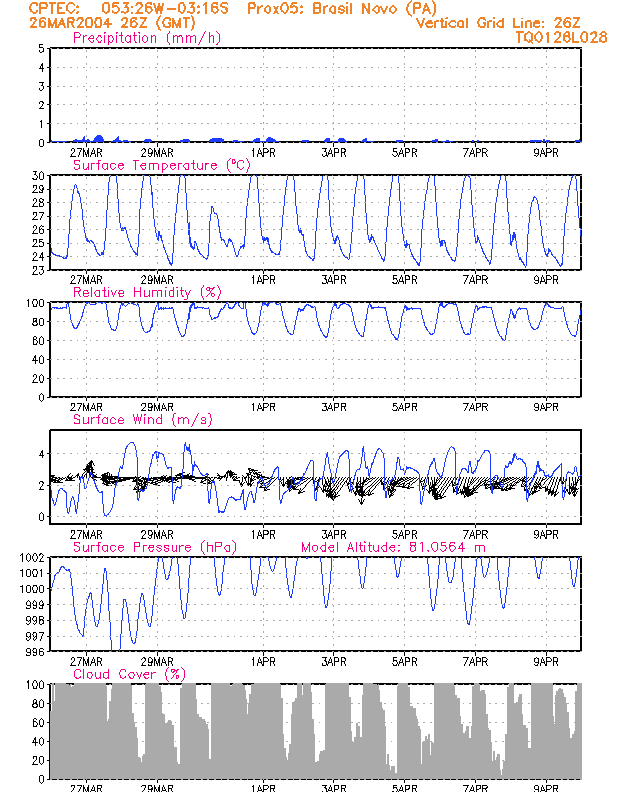 CPTEC: 053:26W-03:16S Prox05: Brasil Novo (PA)
26MAR2004 26Z (GMT) Vertical Grid Line: 26Z
Precipitation (mm/h) TQ0126L028
5
4
3
2
1
0
27MAR 29MAR 1APR 3APR 5APR 7APR 9APR
Surface Temperature (°C)
30
29
28
27
26
25
24
23
27MAR 29MAR 1APR 3APR 5APR 7APR 9APR
Relative Humidity (%)
100
80
60
40
20
0
27MAR 29MAR 1APR 3APR 5APR 7APR 9APR
Surface Wind (m/s)
4
2
0
27MAR 29MAR 1APR 3APR 5APR 7APR 9APR
Surface Pressure (hPa) Model Altitude: 81.0564 m
1002
1001
1000
999
998
997
996
27MAR 29MAR 1APR 3APR 5APR 7APR 9APR
Cloud Cover (%)
100
80
60
40
20
0
27MAR 29MAR 1APR 3APR 5APR 7APR 9APR